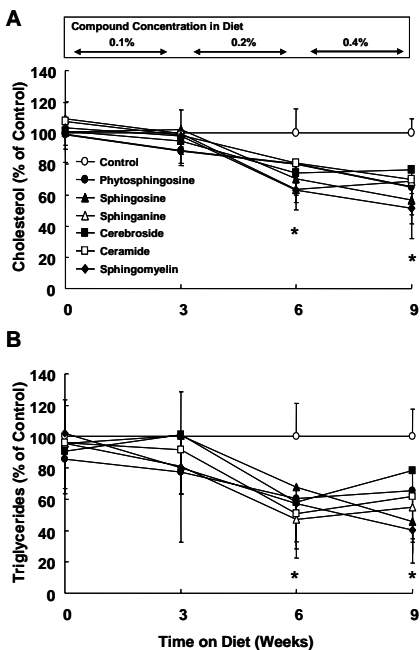 A
Compound Concentration in Diet
0.1% 0.2% 0.4%
Cholesterol (% of Control)
140
120
100
80
60
40
20
0
Control
Phytosphingosine
Sphingosine
Sphinganine
Cerebroside
Ceramide
Sphingomyelin
* *
0 3 6 9
B
Triglycerides (% of Control)
140
120
100
80
60
40
20
0
* *
0 3 6 9
Time on Diet (Weeks)